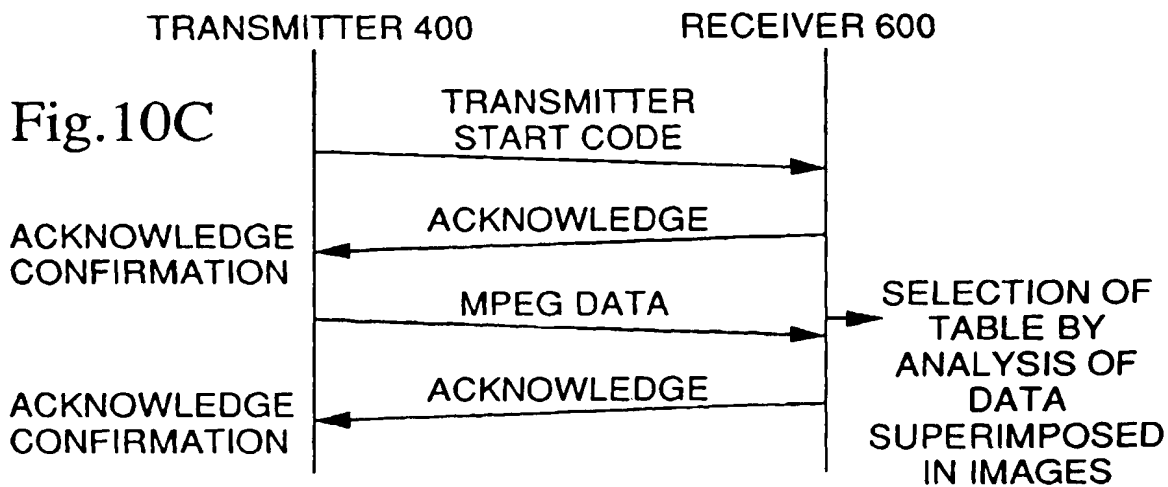 TRANSMITTER 400
RECEIVER 600
Fig.10C
TRANSMITTER
START CODE
ACKNOWLEDGE
ACKNOWLEDGE
CONFIRMATION
MPEG DATA
SELECTION OF
TABLE BY
ANALYSIS OF
DATA
SUPERIMPOSED
IN IMAGES
ACKNOWLEDGE
ACKNOWLEDGE
CONFIRMATION